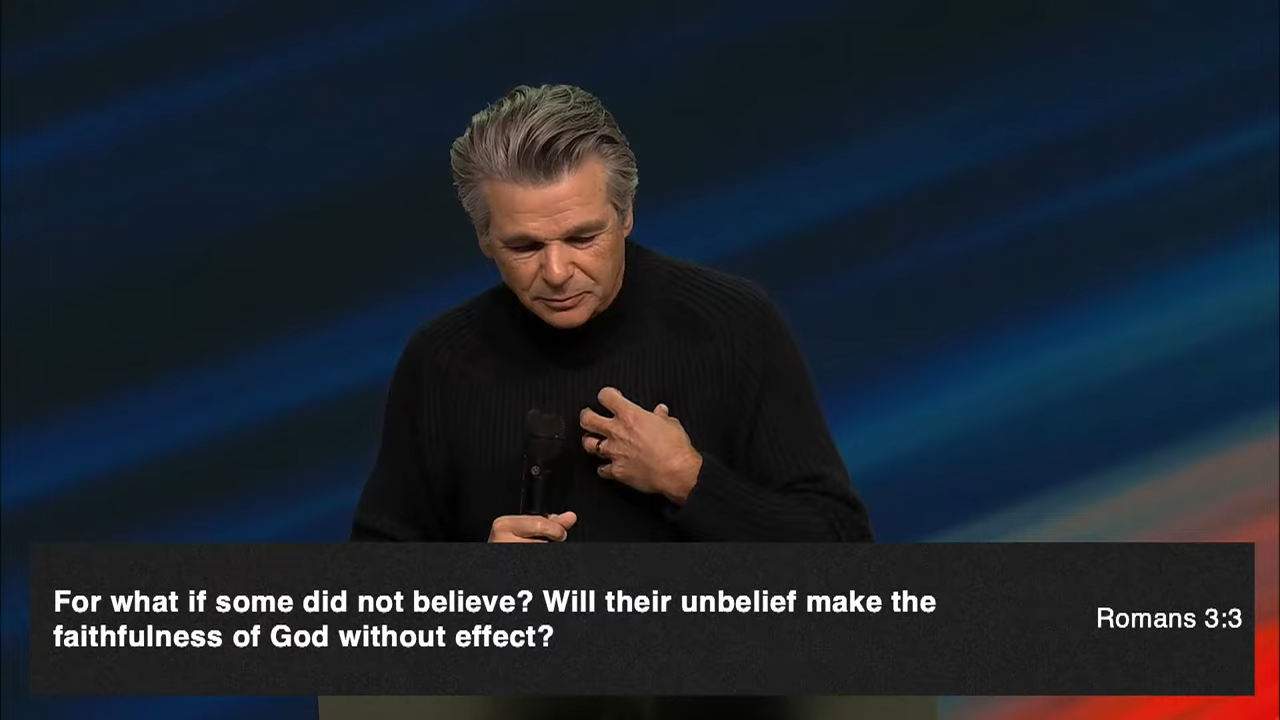 For what if some did not believe? Will their unbelief make the
faithfulness of God without effect?
Romans 3:3